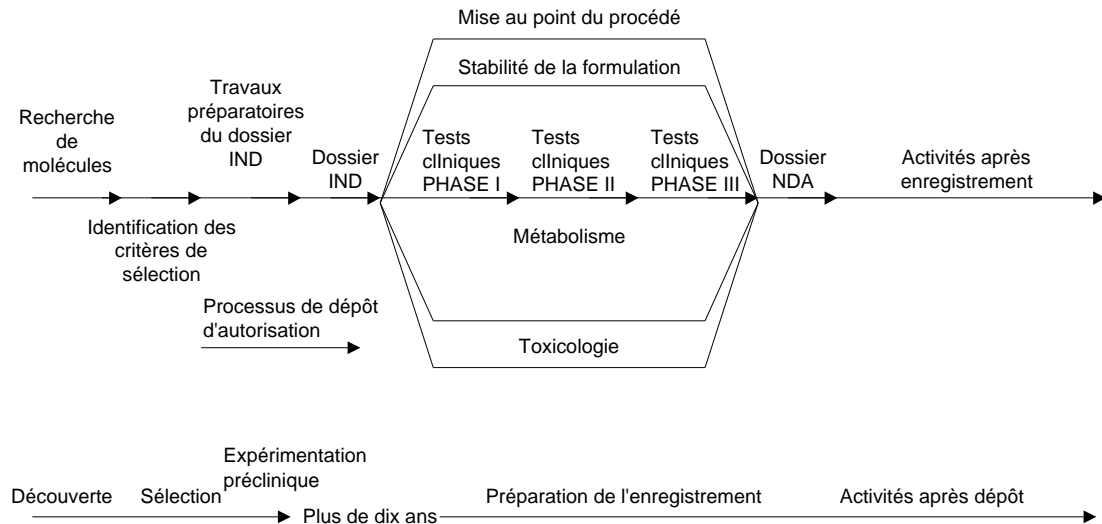 Mise au point du procédé
Stabilité de la formulation
Recherche
de
molécules
Travaux
préparatoires
du dossier
IND
Dossier
IND
Tests
clIniques
PHASE I
Tests
clIniques
PHASE II
Tests
clIniques
PHASE III
Dossier
NDA
Activités après
enregistrement
Identification des
critères de
sélection
Métabolisme
Processus de dépôt
d'autorisation
Toxicologie
Découverte
Sélection
Expérimentation
préclinique
Plus de dix ans
Préparation de l'enregistrement
Activités après dépôt